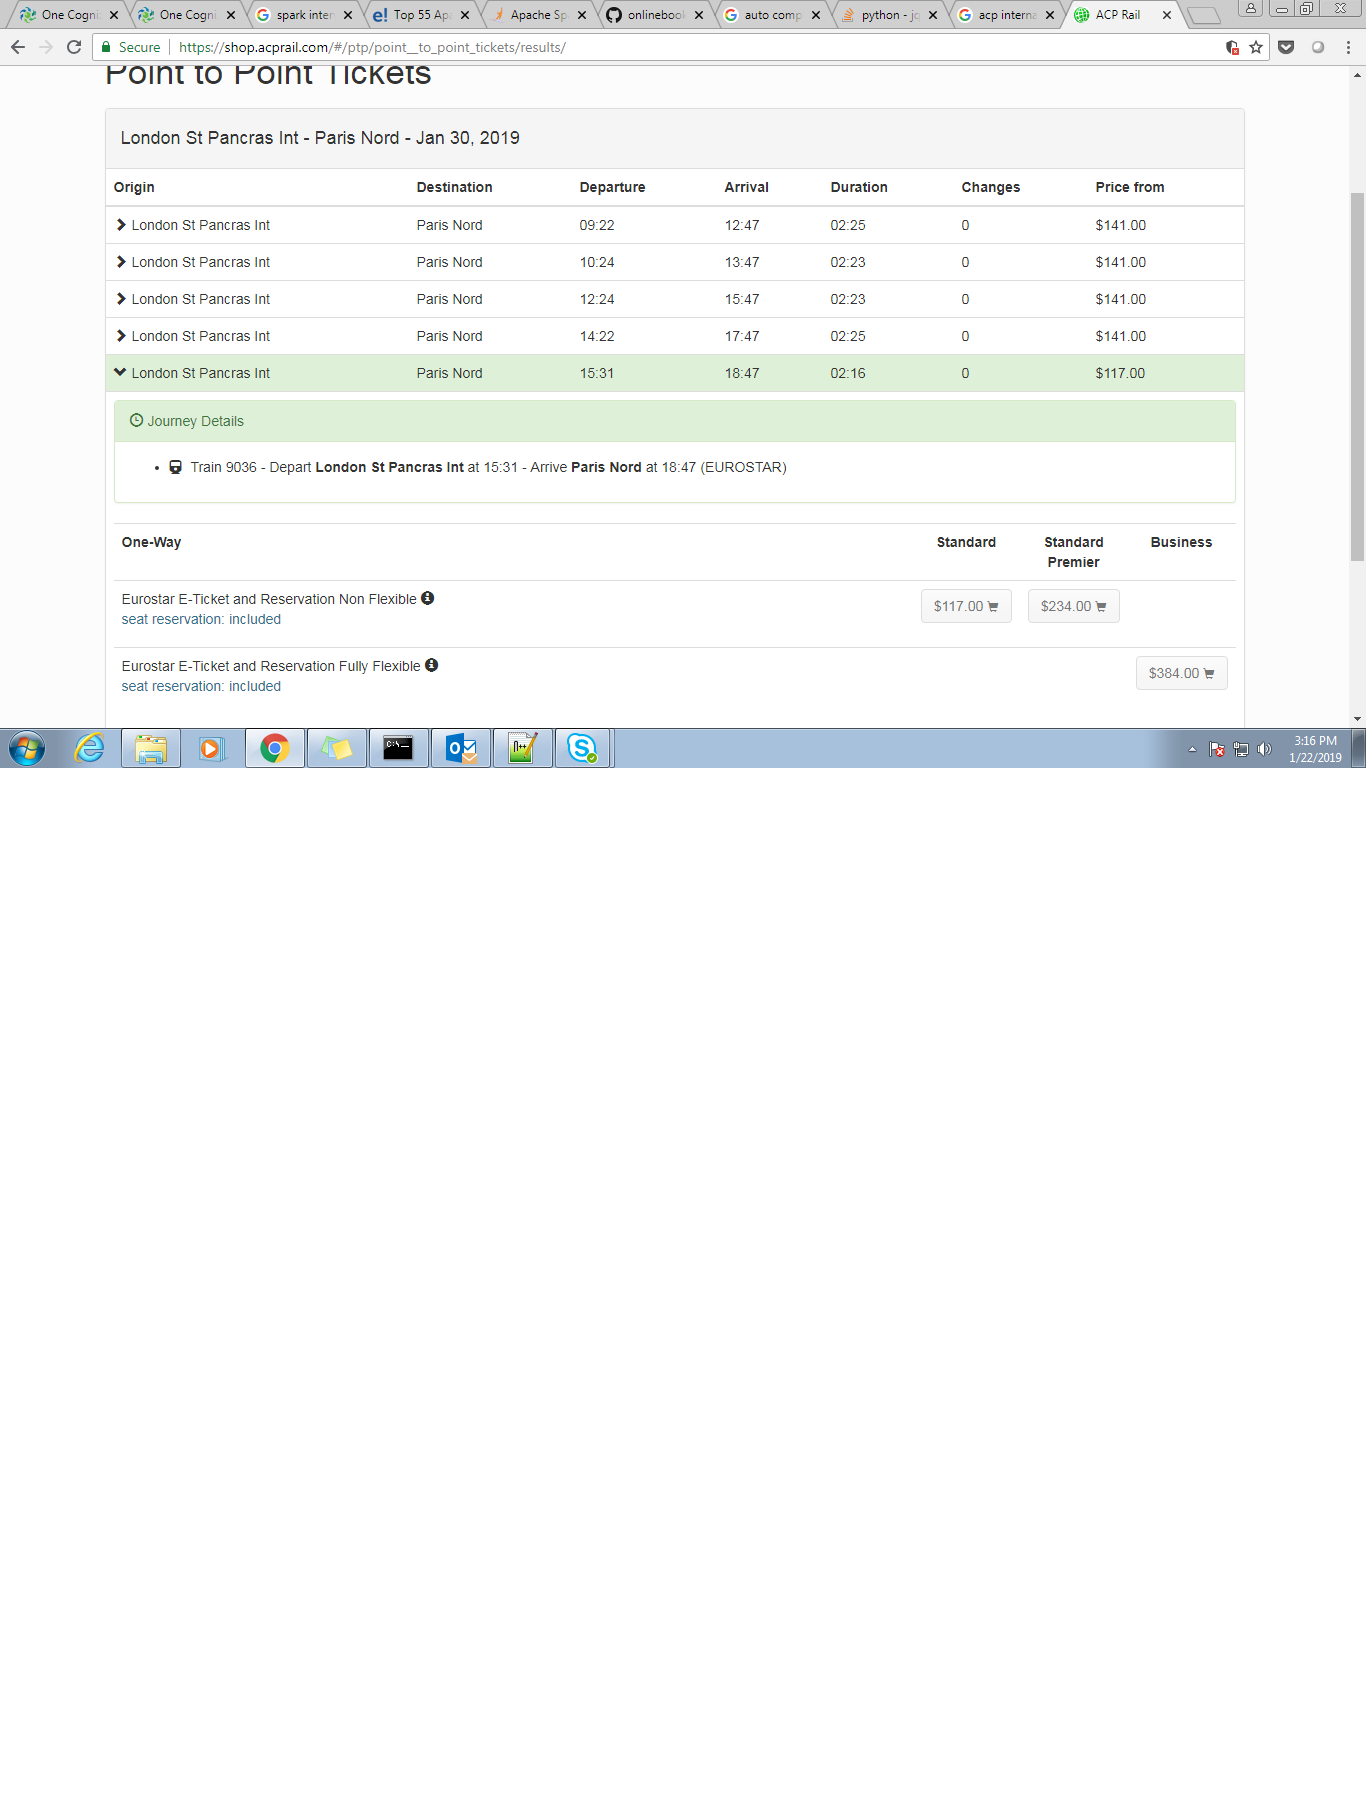 One Cogni
One Cogni
spark inter
Top 55 Ap
Apache Sp
onlineboo
auto comp
python - jq
acp interna
ACP Rail
Secure
https://shop.acprail.com/#/ptp/point__to_point_tickets/results/
Point to Point Tickets
London St Pancras Int - Paris Nord - Jan 30, 2019
Origin Destination Departure Arrival Duration Changes Price from
London St Pancras Int Paris Nord 09:22 12:47 02:25 0 $141.00
London St Pancras Int Paris Nord 10:24 13:47 02:23 0 $141.00
London St Pancras Int Paris Nord 12:24 15:47 02:23 0 $141.00
London St Pancras Int Paris Nord 14:22 17:47 02:25 0 $141.00
London St Pancras Int Paris Nord 15:31 18:47 02:16 0 $117.00
Journey Details
• Train 9036 - Depart London St Pancras Int at 15:31 - Arrive Paris Nord at 18:47 (EUROSTAR)
One-Way Standard Standard Premier Business
Eurostar E-Ticket and Reservation Non Flexible $117.00 $234.00
seat reservation: included
Eurostar E-Ticket and Reservation Fully Flexible $384.00
seat reservation: included
3:16 PM
1/22/2019